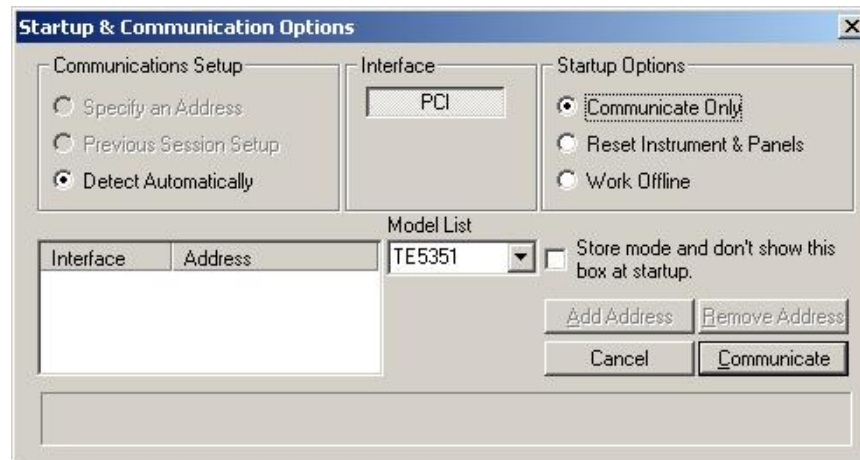 Startup & Communication Options
Communications Setup
Specify an Address
Previous Session Setup
Detect Automatically
Interface
PCI
Startup Options
Communicate Only
Reset Instrument & Panels
Work Offline
Interface Address
Model List
TE5351
Store mode and don't show this
box at startup.
Add Address Remove Address
Cancel Communicate